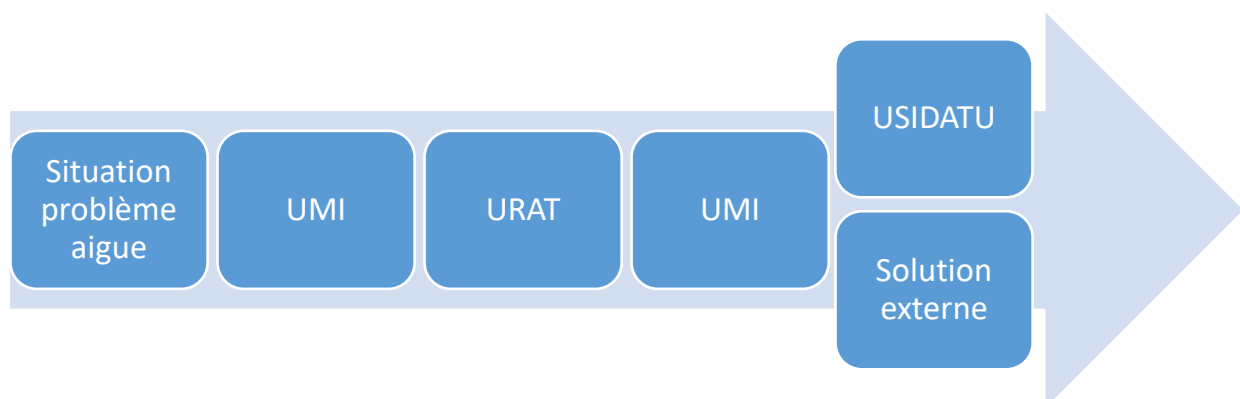 Situation
problème
aigue
UMI
URAT
UMI
USIDATU
Solution
externe